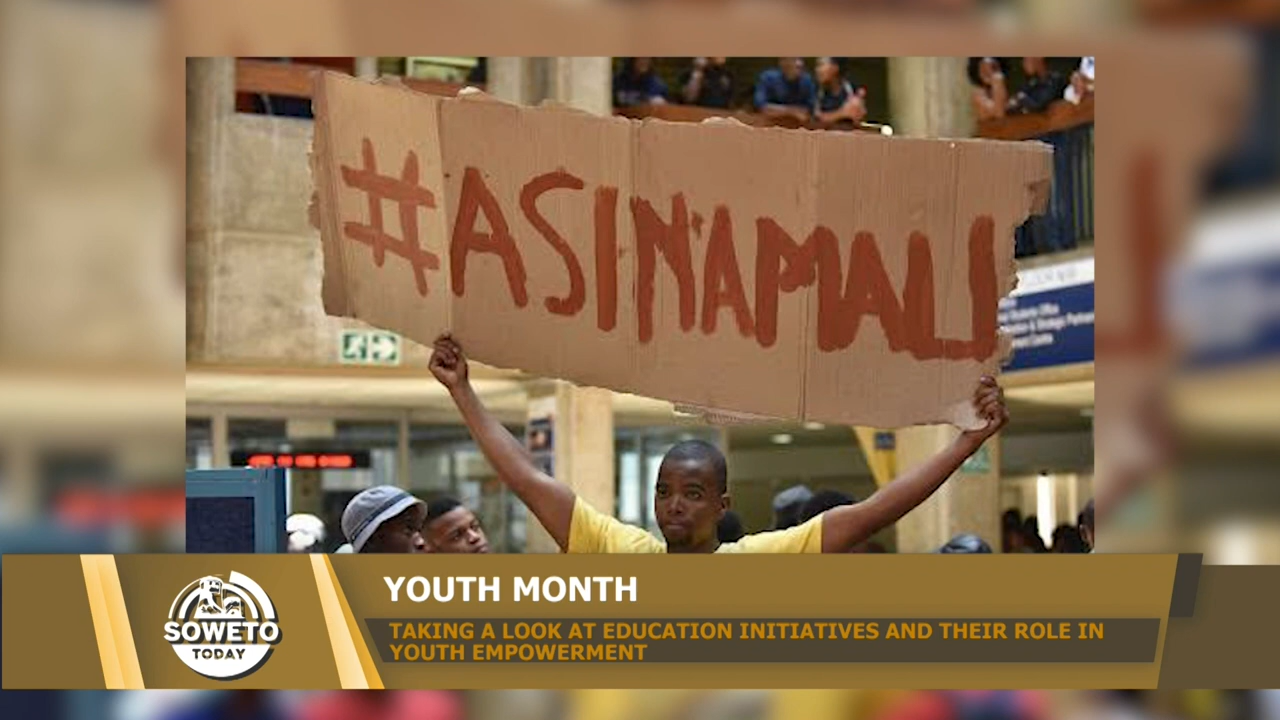 #ASINAMALI
YOUTH MONTH
TAKING A LOOK AT EDUCATION INITIATIVES AND THEIR ROLE IN
YOUTH EMPOWERMENT
SOWETO
TODAY